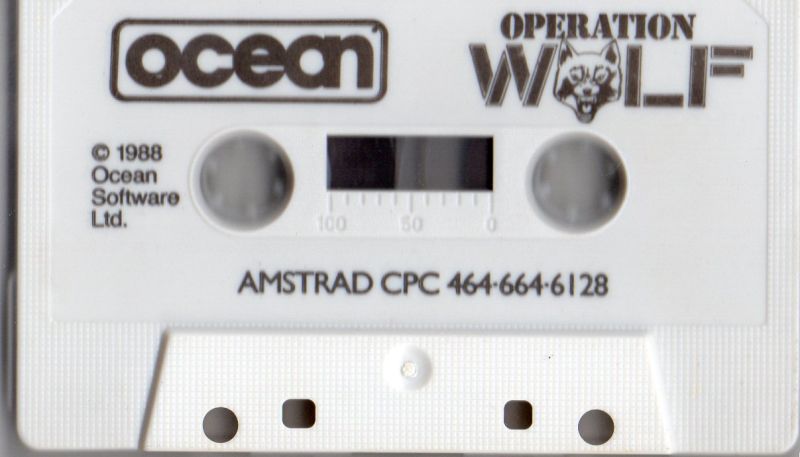 ocean
OPERATION
WOLF
© 1988
Ocean
Software
Ltd.
100 50 0
AMSTRAD CPC 464·664·6128